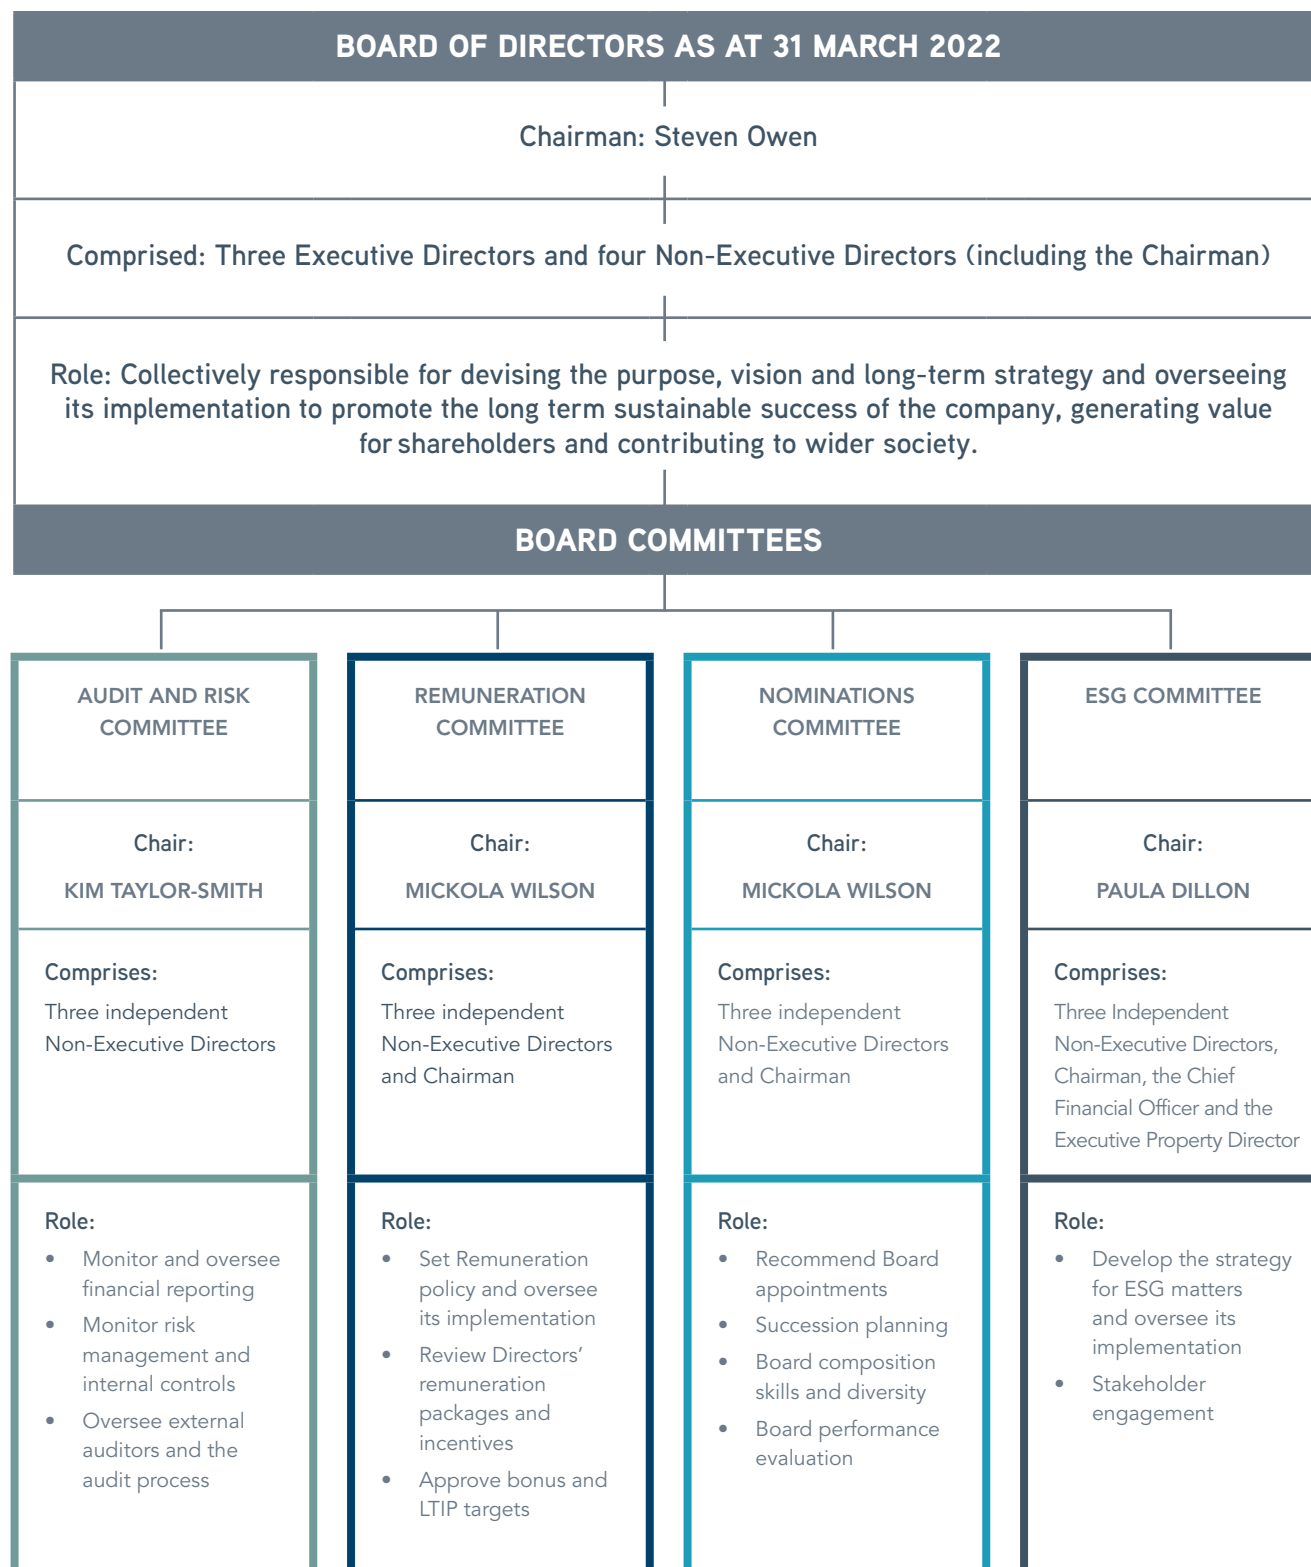 BOARD OF DIRECTORS AS AT 31 MARCH 2022
Chairman: Steven Owen
Comprised: Three Executive Directors and four Non-Executive Directors (including the Chairman)
Role: Collectively responsible for devising the purpose, vision and long-term strategy and overseeing
its implementation to promote the long term sustainable success of the company, generating value
for shareholders and contributing to wider society.
BOARD COMMITTEES
AUDIT AND RISK
COMMITTEE
Chair:
KIM TAYLOR-SMITH
Comprises:
Three independent
Non-Executive Directors
Role:
• Monitor and oversee
financial reporting
• Monitor risk
management and
internal controls
• Oversee external
auditors and the
audit process
REMUNERATION
COMMITTEE
Chair:
MICKOLA WILSON
Comprises:
Three independent
Non-Executive Directors
and Chairman
Role:
• Set Remuneration
policy and oversee
its implementation
• Review Directors’
remuneration
packages and
incentives
• Approve bonus and
LTIP targets
NOMINATIONS
COMMITTEE
Chair:
MICKOLA WILSON
Comprises:
Three independent
Non-Executive Directors
and Chairman
Role:
• Recommend Board
appointments
• Succession planning
• Board composition
skills and diversity
• Board performance
evaluation
ESG COMMITTEE
Chair:
PAULA DILLON
Comprises:
Three Independent
Non-Executive Directors,
Chairman, the Chief
Financial Officer and the
Executive Property Director
Role:
• Develop the strategy
for ESG matters
and oversee its
implementation
• Stakeholder
engagement